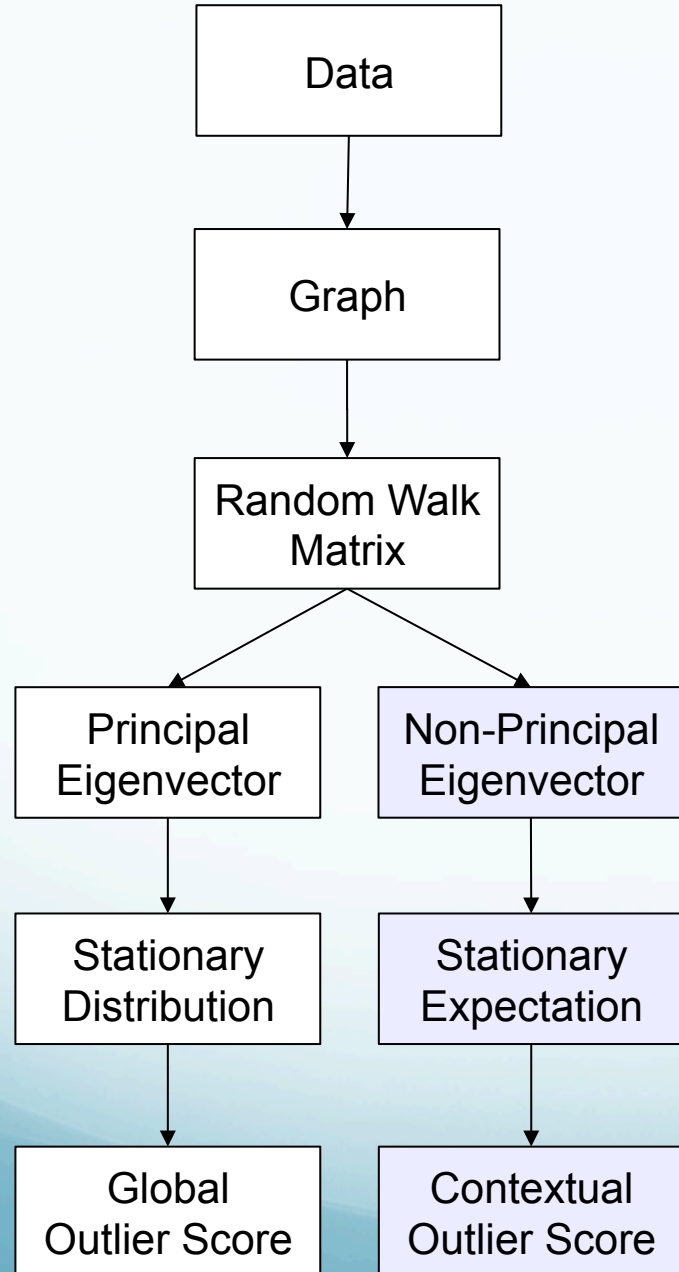 Data
Graph
Random Walk
Matrix
Principal
Eigenvector
Non-Principal
Eigenvector
Stationary
Distribution
Stationary
Expectation
Global
Outlier Score
Contextual
Outlier Score